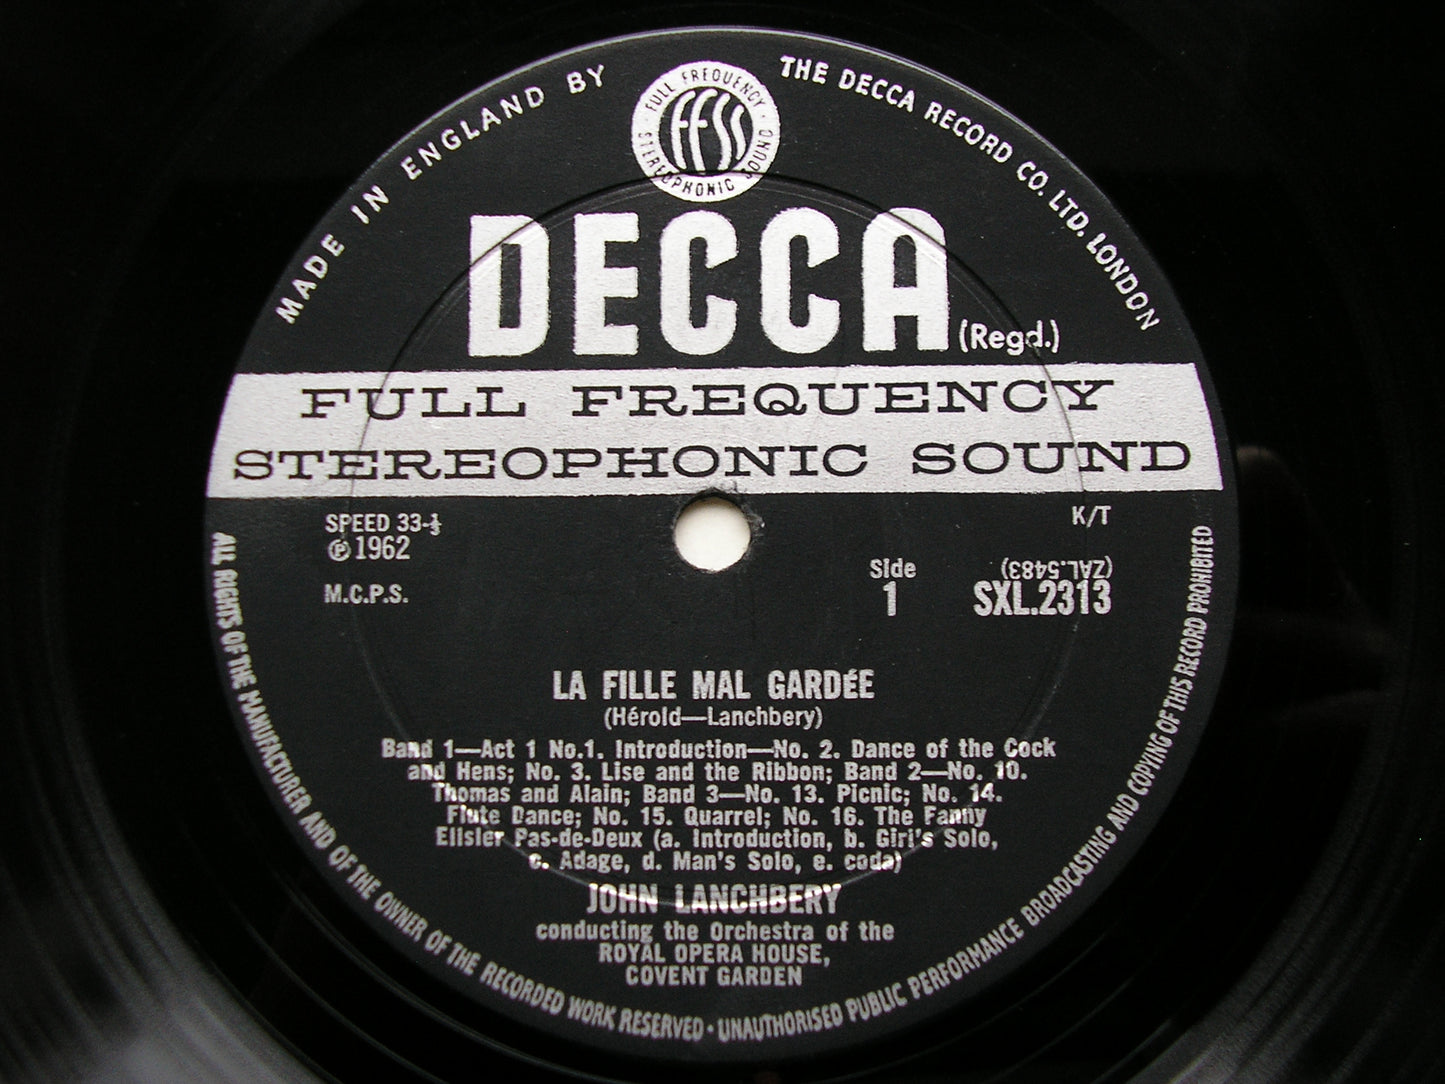 MADE IN ENGLAND BY THE DECCA RECORD CO. LTD. LONDON
FULL FREQUENCY STEREOPHONIC SOUND
FFSS
DECCA (Regd.)
FULL FREQUENCY
STEREOPHONIC SOUND
SPEED 33-⅓
Ⓟ 1962
M.C.P.S.
K/T
(ZAL.5483)
Side
1
SXL.2313
LA FILLE MAL GARDÉE
(Hérold—Lanchbery)
Band 1—Act 1 No.1. Introduction—No. 2. Dance of the Cock
and Hens; No. 3. Lise and the Ribbon; Band 2—No. 10.
Thomas and Alain; Band 3—No. 13. Picnic; No. 14.
Flute Dance; No. 15. Quarrel; No. 16. The Fanny
Elisler Pas-de-Deux (a. Introduction, b. Girl's Solo,
c. Adage, d. Man's Solo, e. coda)
JOHN LANCHBERY
conducting the Orchestra of the
ROYAL OPERA HOUSE,
COVENT GARDEN
ALL RIGHTS OF THE MANUFACTURER AND OF THE OWNER OF THE RECORDED WORK RESERVED · UNAUTHORISED PUBLIC PERFORMANCE BROADCASTING AND COPYING OF THIS RECORD PROHIBITED